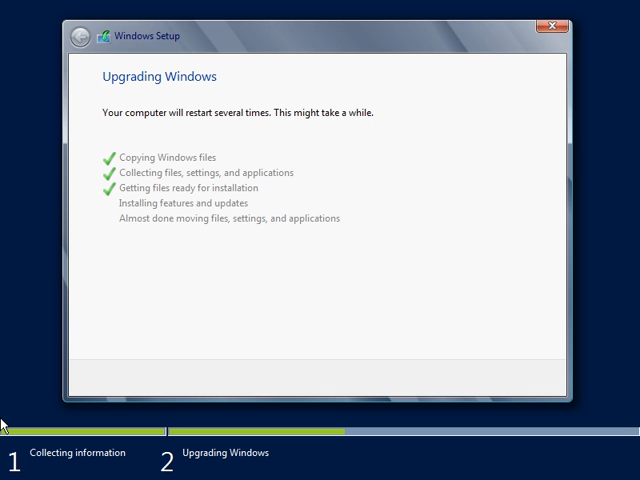 Windows Setup
Upgrading Windows
Your computer will restart several times. This might take a while.
Copying Windows files
Collecting files, settings, and applications
Getting files ready for installation
Installing features and updates
Almost done moving files, settings, and applications
1 Collecting information
2 Upgrading Windows